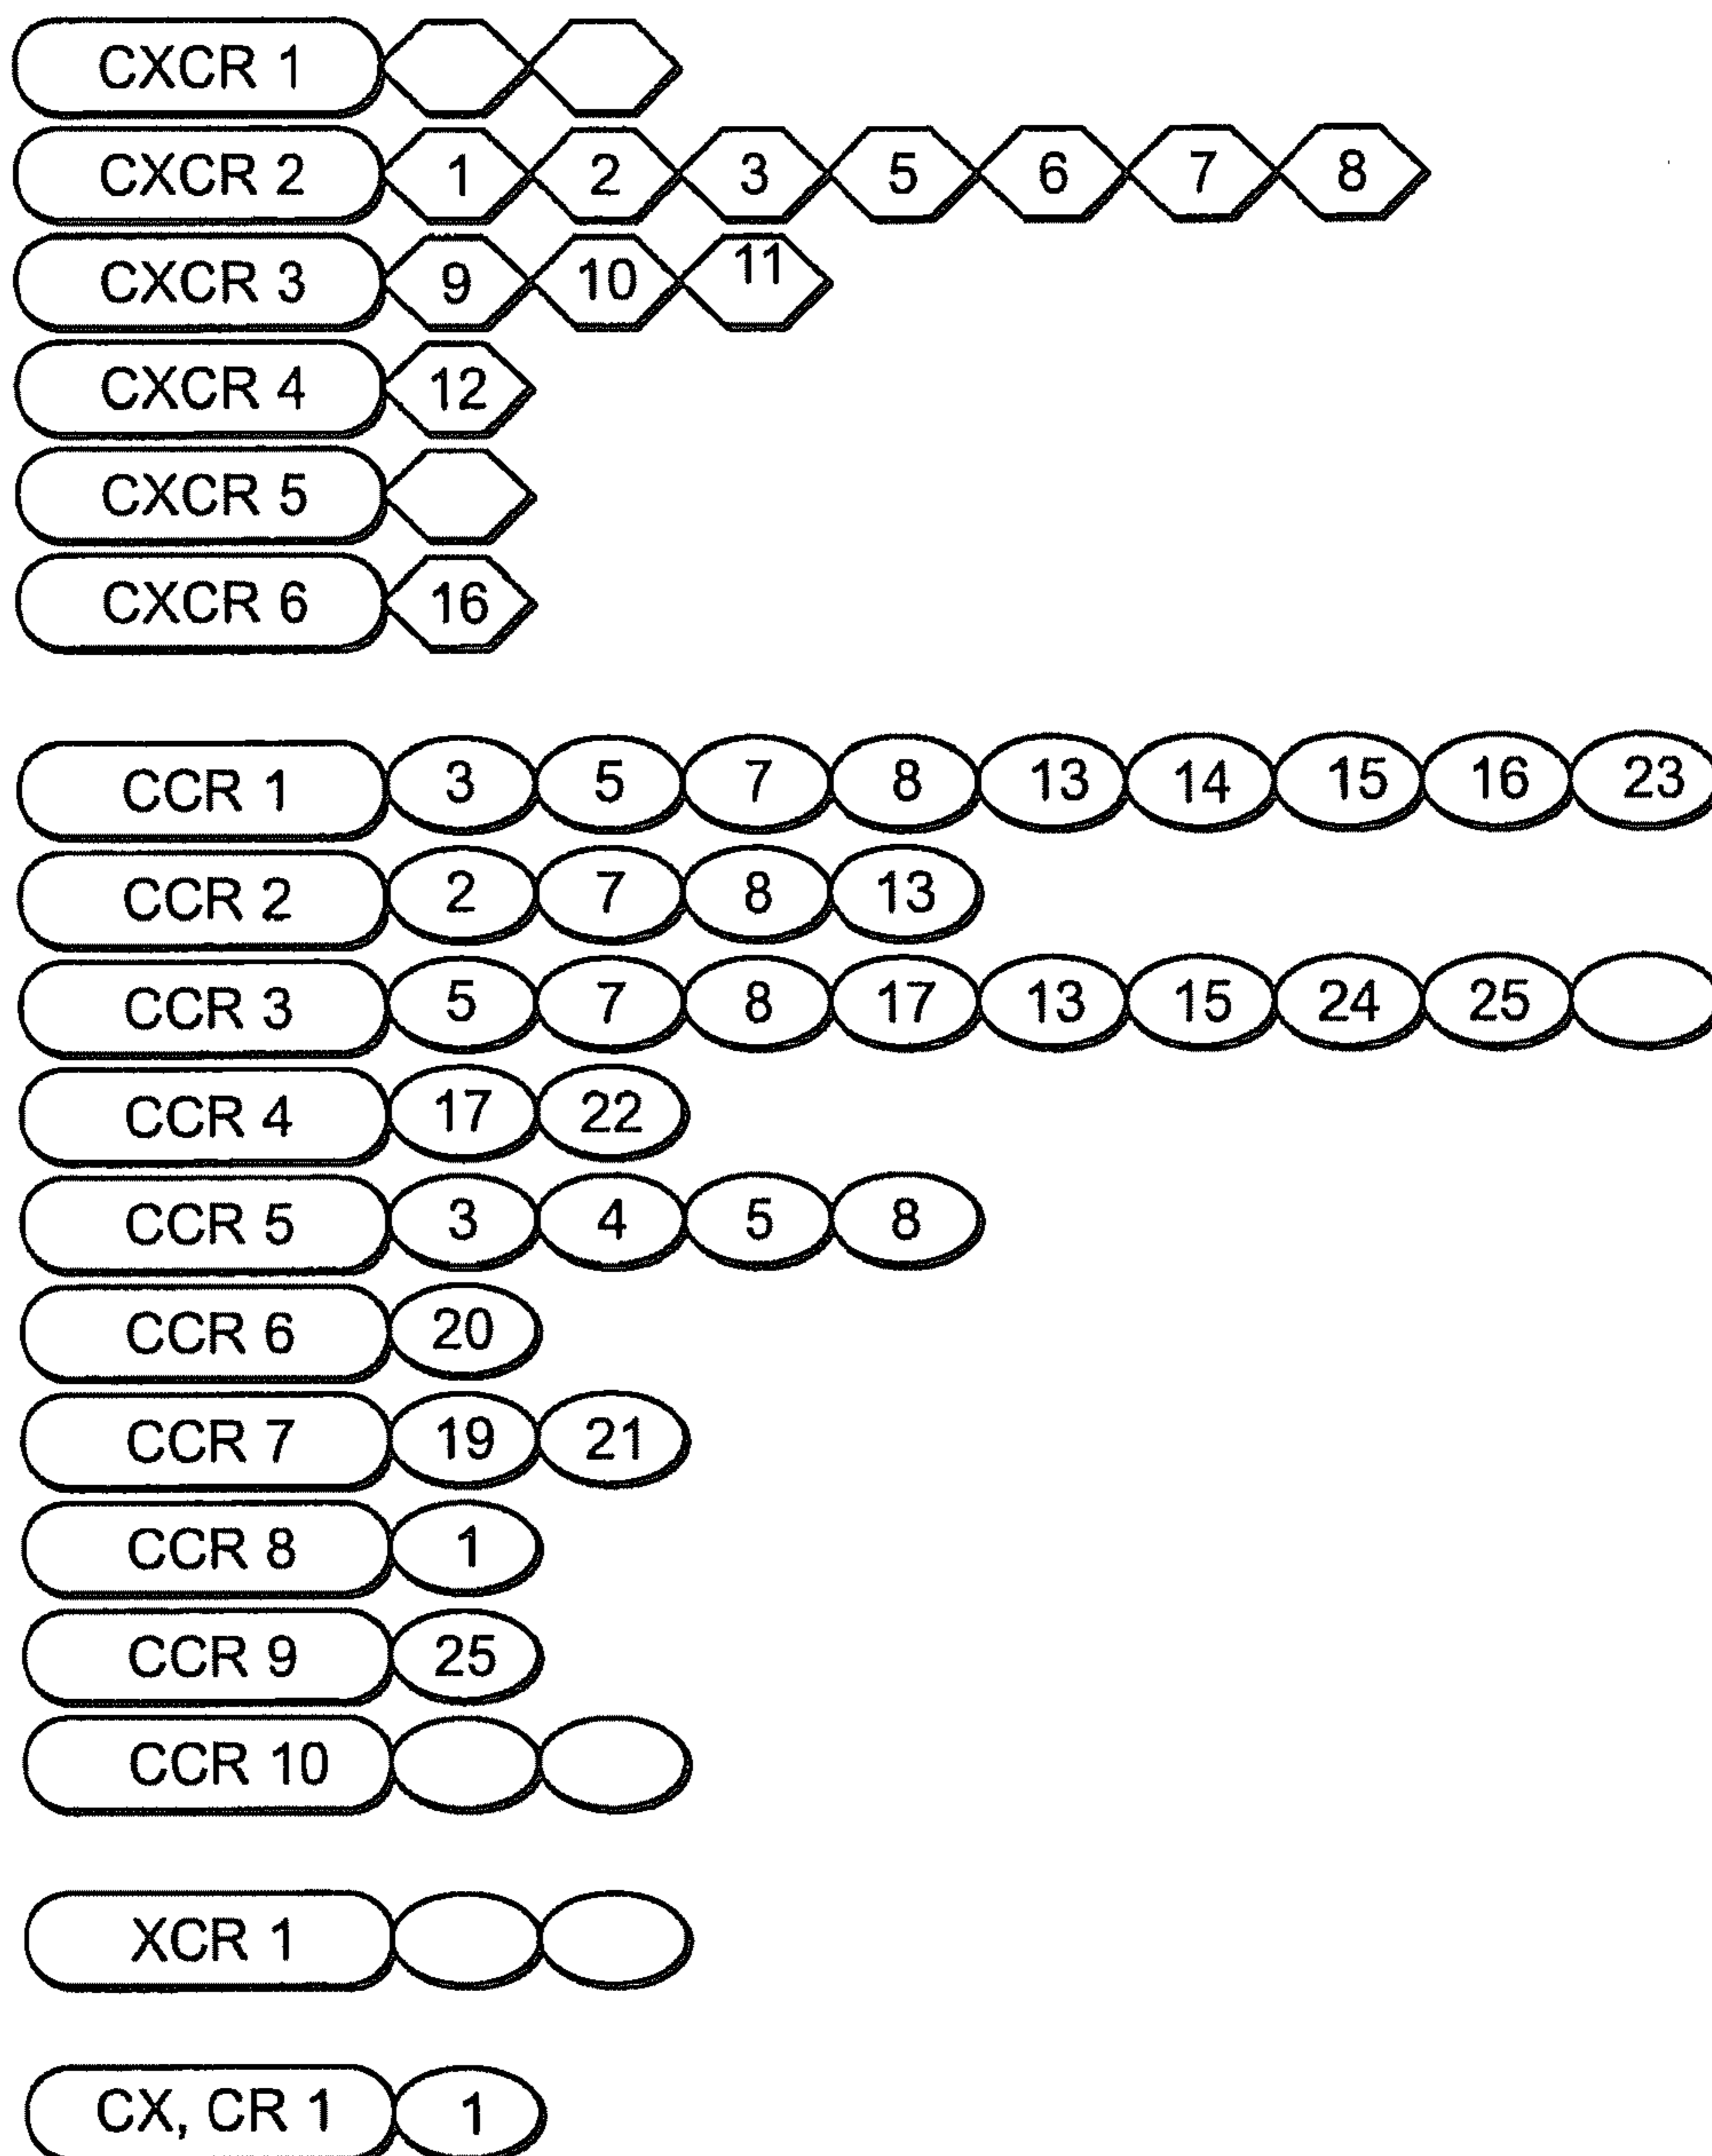 CXCR 1
CXCR 2 1 2 3 5 6 7 8
CXCR 3 9 10 11
CXCR 4 12
CXCR 5
CXCR 6 16
CCR 1 3 5 7 8 13 14 15 16 23
CCR 2 2 7 8 13
CCR 3 5 7 8 17 13 15 24 25
CCR 4 17 22
CCR 5 3 4 5 8
CCR 6 20
CCR 7 19 21
CCR 8 1
CCR 9 25
CCR 10
XCR 1
CX, CR 1 1